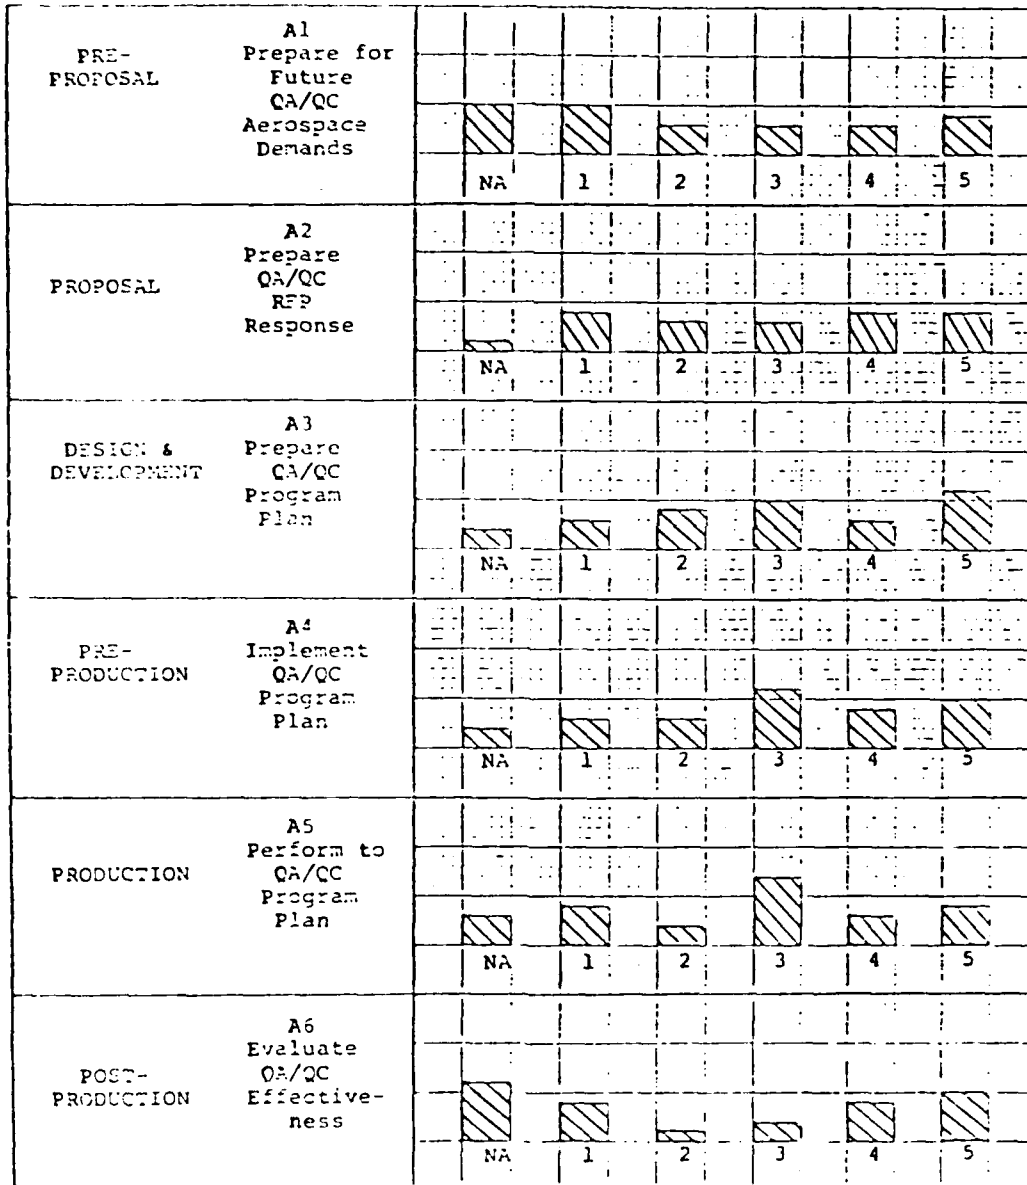 PRE-
PROPOSAL
A1
Prepare for
Future
QA/QC
Aerospace
Demands
NA 1 2 3 4 5
PROPOSAL
A2
Prepare
QA/QC
RFP
Response
NA 1 2 3 4 5
DESIGN &
DEVELOPMENT
A3
Prepare
QA/QC
Program
Plan
NA 1 2 3 4 5
PRE-
PRODUCTION
A4
Implement
QA/QC
Program
Plan
NA 1 2 3 4 5
PRODUCTION
A5
Perform to
QA/QC
Program
Plan
NA 1 2 3 4 5
POST-
PRODUCTION
A6
Evaluate
QA/QC
Effective-
ness
NA 1 2 3 4 5